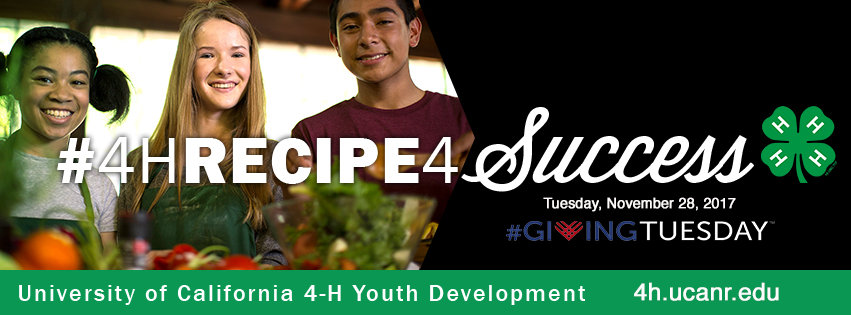 #4HRECIPE4Success
H H
H H
Tuesday, November 28, 2017
#GIVINGTUESDAY™
University of California 4-H Youth Development 4h.ucanr.edu